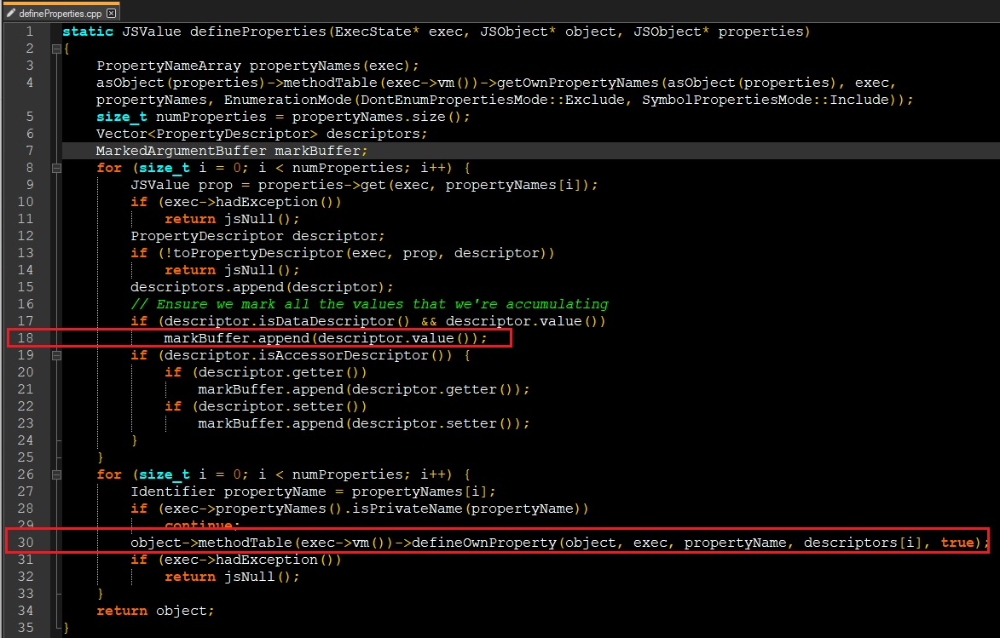 defineProperties.cpp
1 static JSValue defineProperties(ExecState* exec, JSObject* object, JSObject* properties)
2 {
3 PropertyNameArray propertyNames(exec);
4 asObject(properties)->methodTable(exec->vm())->getOwnPropertyNames(asObject(properties), exec,
propertyNames, EnumerationMode(DontEnumPropertiesMode::Exclude, SymbolPropertiesMode::Include));
5 size_t numProperties = propertyNames.size();
6 Vector<PropertyDescriptor> descriptors;
7 MarkedArgumentBuffer markBuffer;
8 for (size_t i = 0; i < numProperties; i++) {
9 JSValue prop = properties->get(exec, propertyNames[i]);
10 if (exec->hadException())
11 return jsNull();
12 PropertyDescriptor descriptor;
13 if (!toPropertyDescriptor(exec, prop, descriptor))
14 return jsNull();
15 descriptors.append(descriptor);
16 // Ensure we mark all the values that we're accumulating
17 if (descriptor.isDataDescriptor() && descriptor.value())
18 markBuffer.append(descriptor.value());
19 if (descriptor.isAccessorDescriptor()) {
20 if (descriptor.getter())
21 markBuffer.append(descriptor.getter());
22 if (descriptor.setter())
23 markBuffer.append(descriptor.setter());
24 }
25 }
26 for (size_t i = 0; i < numProperties; i++) {
27 Identifier propertyName = propertyNames[i];
28 if (exec->propertyNames().isPrivateName(propertyName))
29 continue;
30 object->methodTable(exec->vm())->defineOwnProperty(object, exec, propertyName, descriptors[i], true);
31 if (exec->hadException())
32 return jsNull();
33 }
34 return object;
35 }